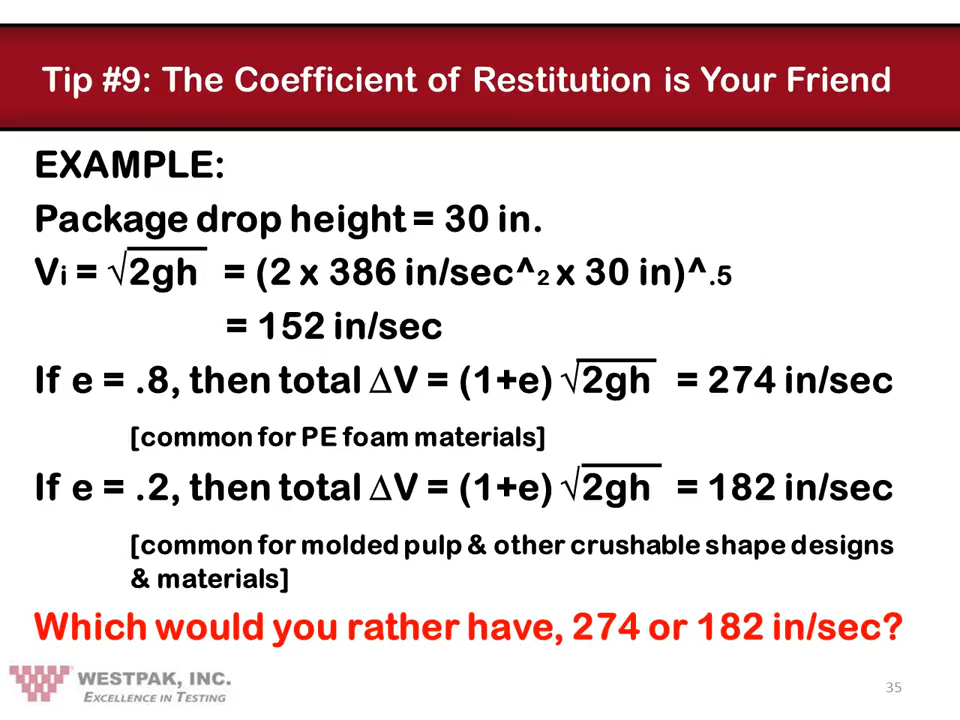 Tip #9: The Coefficient of Restitution is Your Friend
EXAMPLE:
Package drop height = 30 in.
Vi = √2gh = (2 x 386 in/sec^2 x 30 in)^.5
= 152 in/sec
If e = .8, then total ∆V = (1+e) √2gh = 274 in/sec
[common for PE foam materials]
If e = .2, then total ∆V = (1+e) √2gh = 182 in/sec
[common for molded pulp & other crushable shape designs
& materials]
Which would you rather have, 274 or 182 in/sec?
WESTPAK, INC.
EXCELLENCE IN TESTING
35